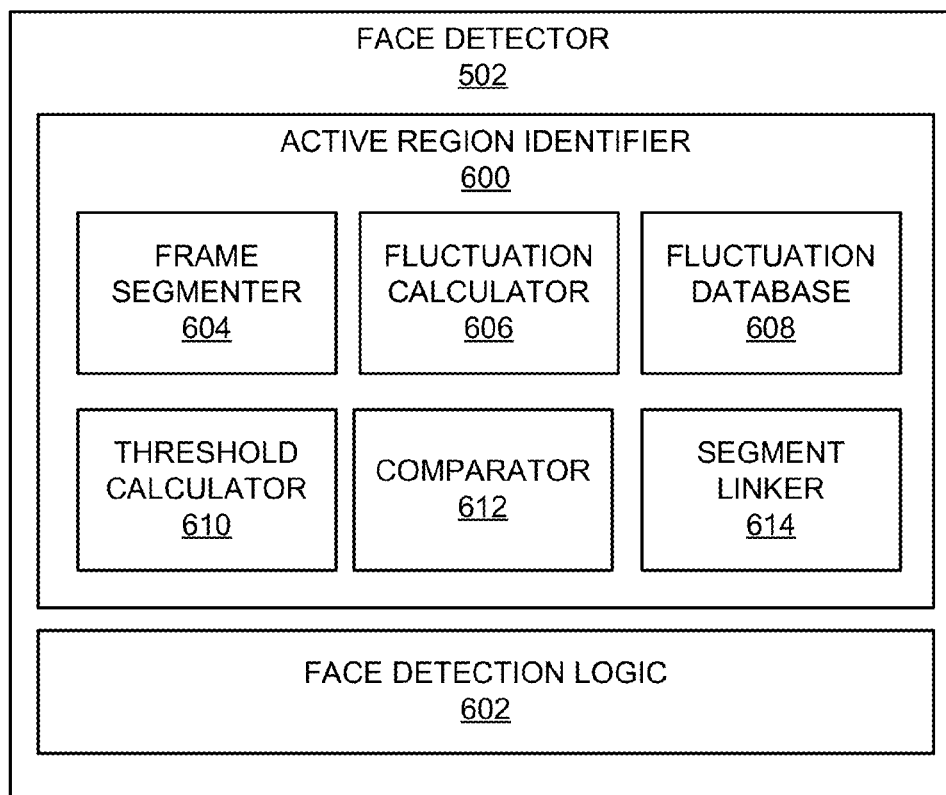 FACE DETECTOR
502
ACTIVE REGION IDENTIFIER
600
FRAME
SEGMENTER
604
FLUCTUATION
CALCULATOR
606
FLUCTUATION
DATABASE
608
THRESHOLD
CALCULATOR
610
COMPARATOR
612
SEGMENT
LINKER
614
FACE DETECTION LOGIC
602